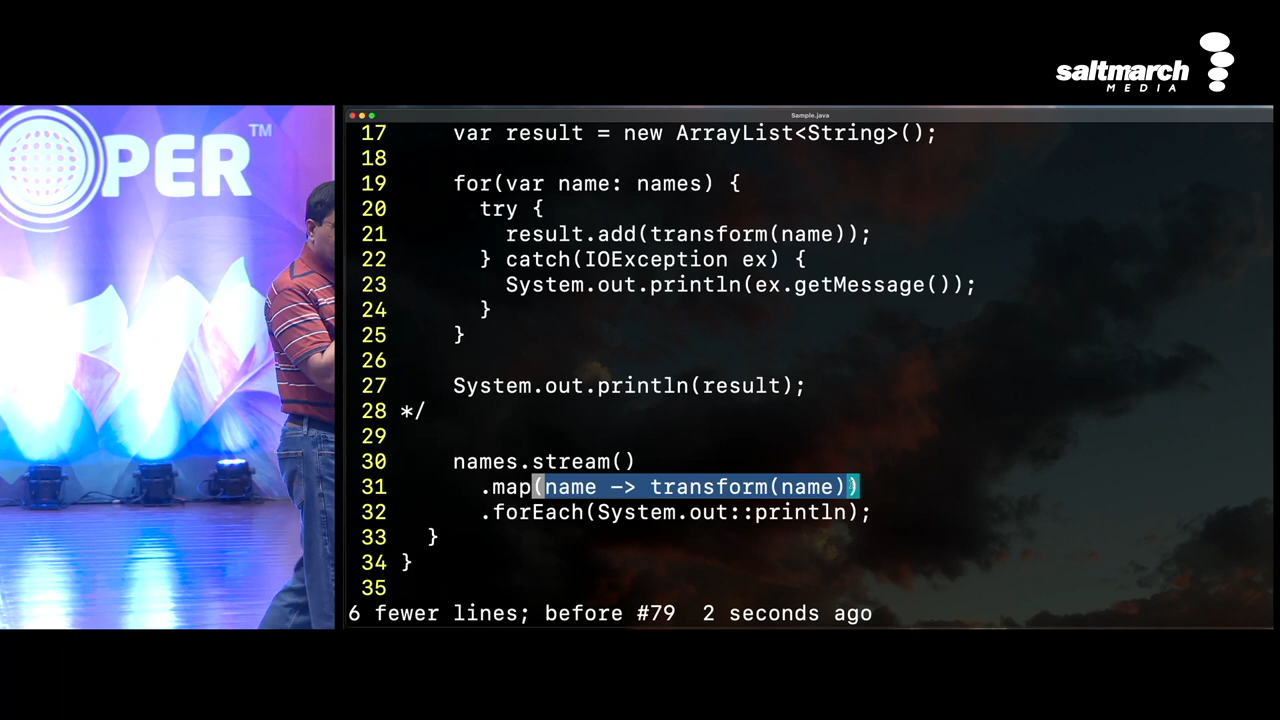 saltmarch
MEDIA
OPER™
Sample.java
17 var result = new ArrayList<String>();
18
19 for(var name: names) {
20 try {
21 result.add(transform(name));
22 } catch(IOException ex) {
23 System.out.println(ex.getMessage());
24 }
25 }
26
27 System.out.println(result);
28 */
29
30 names.stream()
31 .map(name -> transform(name))
32 .forEach(System.out::println);
33 }
34 }
35
6 fewer lines; before #79 2 seconds ago